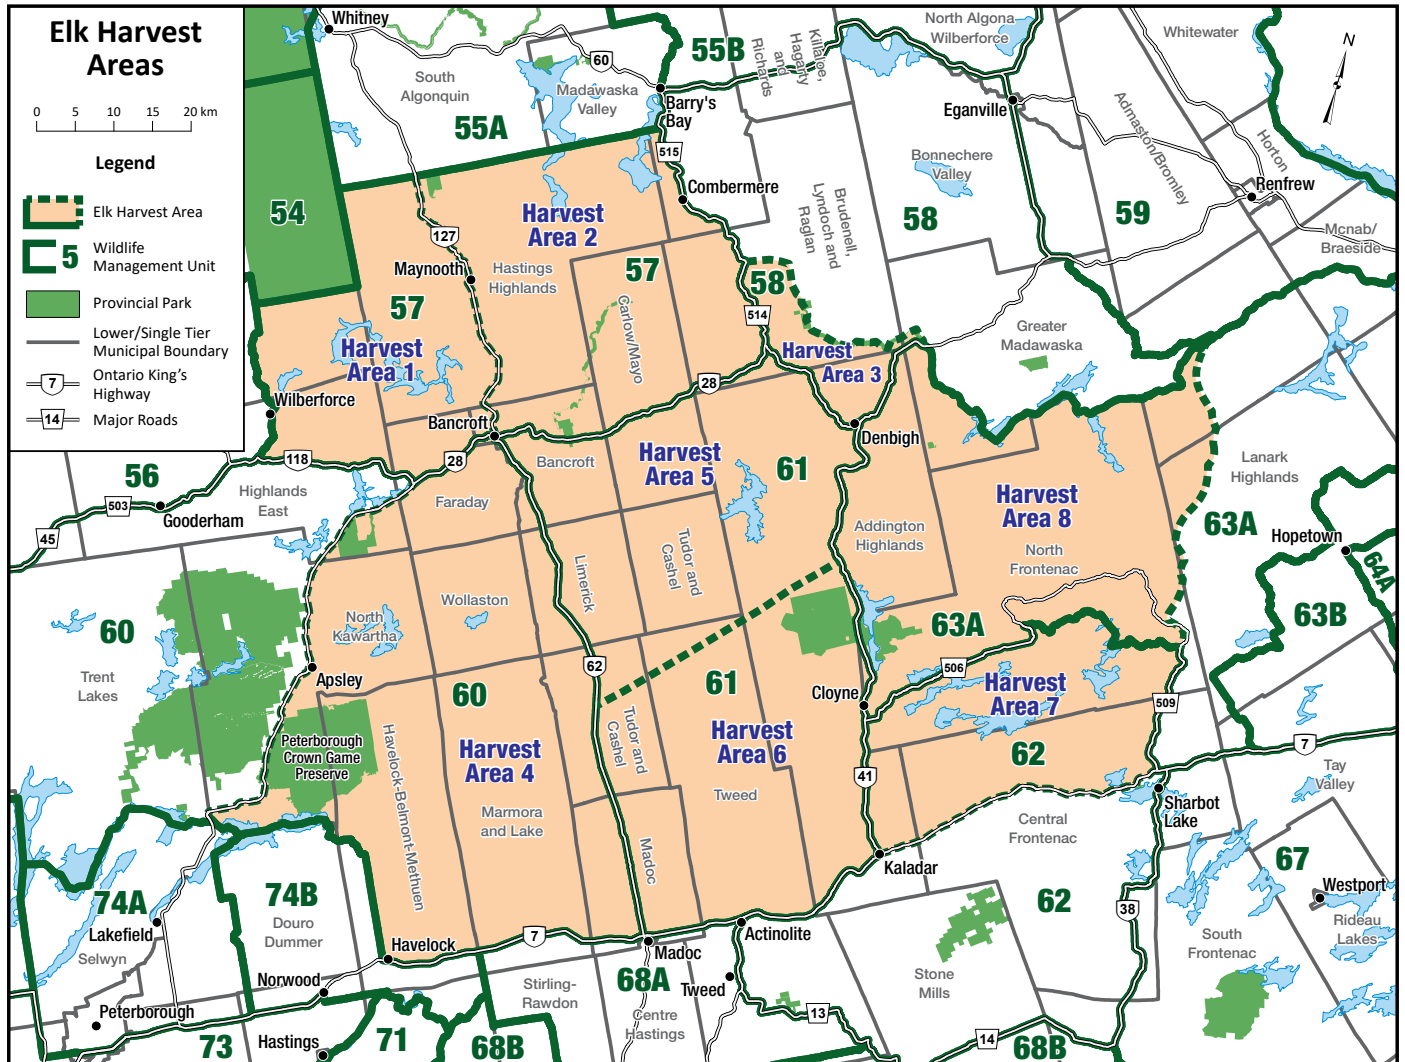 Elk Harvest
Areas
0 5 10 15 20 km
Legend
Elk Harvest Area
5 Wildlife
Management Unit
Provincial Park
Lower/Single Tier
Municipal Boundary
7 Ontario King's
Highway
14 Major Roads
N
Whitney
South
Algonquin
55A
60
Madawaska
Valley
Barry's
Bay
55B
Killaloe,
Hagarty
and
Richards
North Algona
Wilberforce
Whitewater
Eganville
Admaston/Bromley
Horton
Renfrew
Mcnab/
Braeside
Bonnechere
Valley
58
59
515
Combermere
Brudenell,
Lyndoch and
Raglan
54
Harvest
Area 2
127
Maynooth
Hastings
Highlands
57
57
Carlow/Mayo
58
514
Harvest
Area 1
Harvest
Area 3
Greater
Madawaska
28
Wilberforce
Bancroft
Denbigh
118
28
Bancroft
Harvest
Area 5
61
Lanark
Highlands
56
503
Gooderham
45
Highlands
East
Faraday
Harvest
Area 8
63A
Addington
Highlands
North
Frontenac
Hopetown
64A
63B
Limerick
Tudor and
Cashel
Wollaston
North
Kawartha
60
Trent
Lakes
63A
506
62
Apsley
60
61
Cloyne
Harvest
Area 7
509
Peterborough
Crown Game
Preserve
Havelock-Belmont-Methuen
Harvest
Area 4
Tudor and
Cashel
Harvest
Area 6
62
7
41
Tweed
Marmora
and Lake
Tay
Valley
Sharbot
Lake
Central
Frontenac
Madoc
Kaladar
67
Westport
Rideau
Lakes
74A
Lakefield
Selwyn
74B
Douro
Dummer
62
38
South
Frontenac
Havelock
7
Madoc
Actinolite
Norwood
Stirling-
Rawdon
68A
Tweed
Stone
Mills
Peterborough
Centre
Hastings
13
14
73
Hastings
71
68B
68B